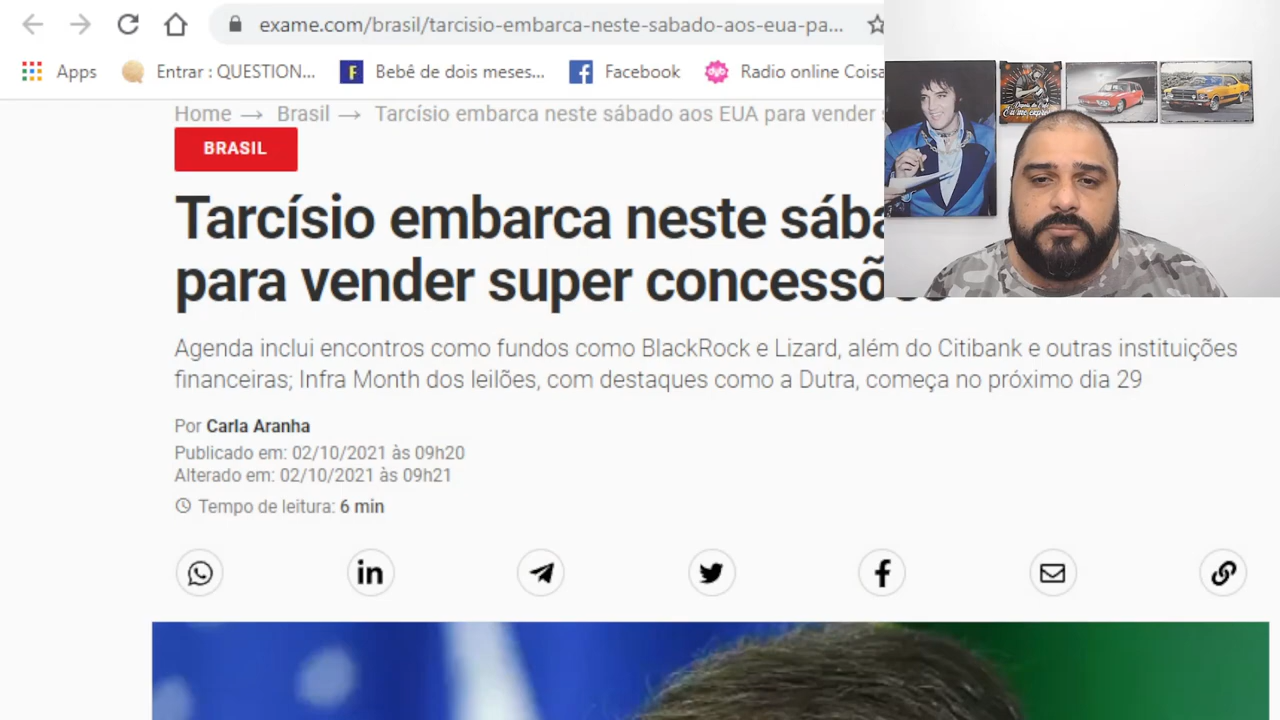 exame.com/brasil/tarcisio-embarca-neste-sabado-aos-eua-pa...
Apps Entrar : QUESTION... Bebê de dois meses... Facebook Radio online Coisa
Home → Brasil → Tarcísio embarca neste sábado aos EUA para vender
BRASIL
Tarcísio embarca neste
para vender super
Agenda inclui encontros como fundos como BlackRock e Lizard, além do Citibank e outras instituições
financeiras; Infra Month dos leilões, com destaques como a Dutra, começa no próximo dia 29
Por Carla Aranha
Publicado em: 02/10/2021 às 09h20
Alterado em: 02/10/2021 às 09h21
Tempo de leitura: 6 min